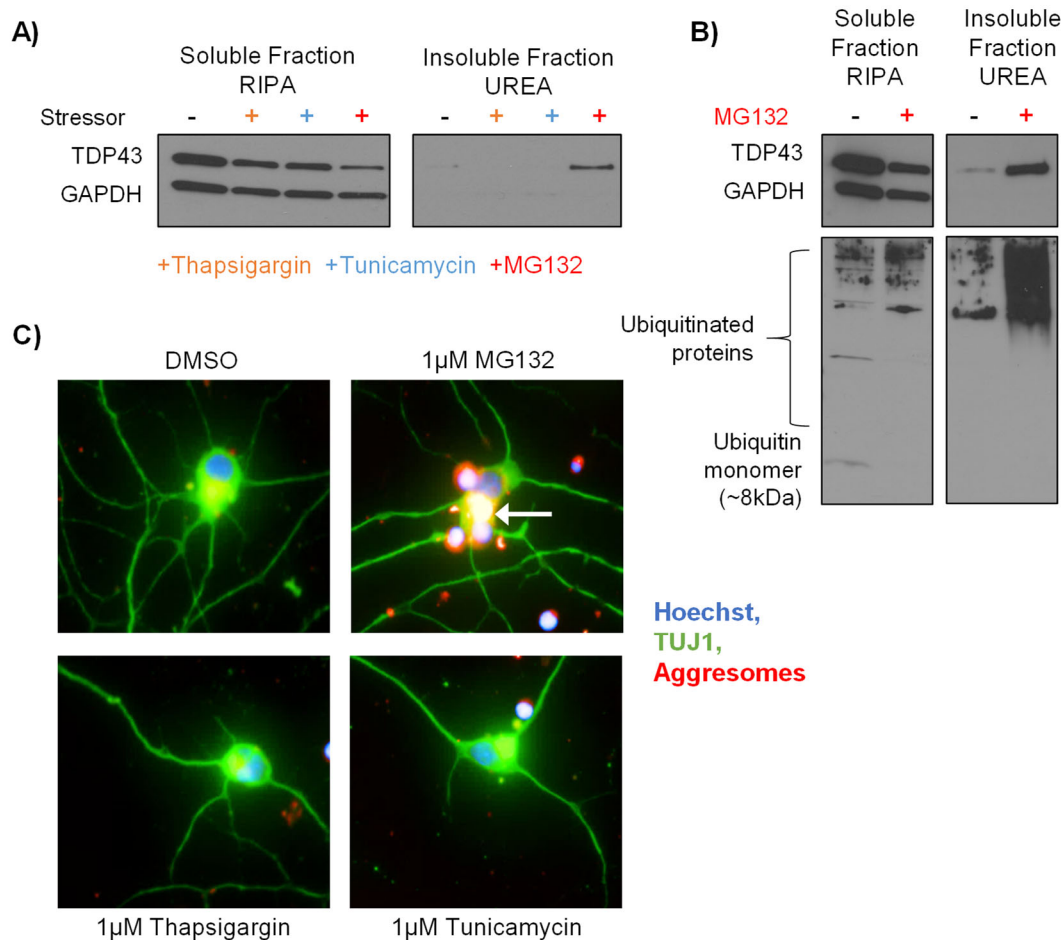 A)
Soluble Fraction
RIPA
Insoluble Fraction
UREA
Stressor - + + + - + + +
TDP43
GAPDH
+Thapsigargin +Tunicamycin +MG132
B)
Soluble
Fraction
RIPA
Insoluble
Fraction
UREA
MG132 - + - +
TDP43
GAPDH
Ubiquitinated
proteins
Ubiquitin
monomer
(~8kDa)
C)
DMSO
1µM MG132
1µM Thapsigargin
1µM Tunicamycin
Hoechst,
TUJ1,
Aggresomes